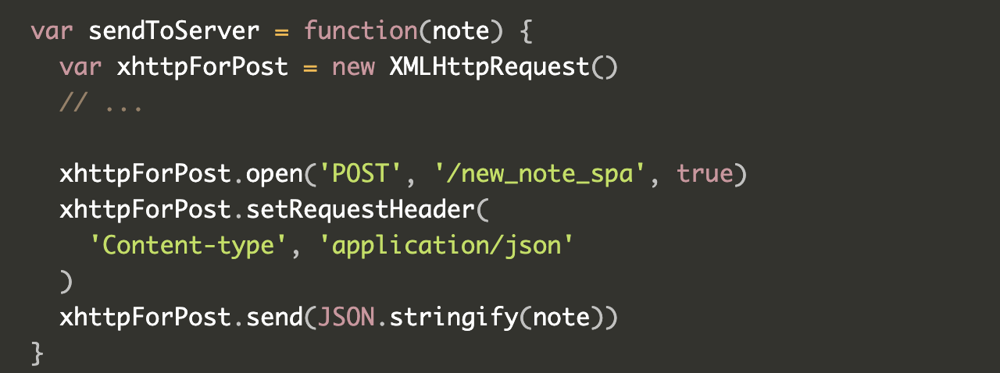 var sendToServer = function(note) {
  var xhttpForPost = new XMLHttpRequest()
  // ...

  xhttpForPost.open('POST', '/new_note_spa', true)
  xhttpForPost.setRequestHeader(
    'Content-type', 'application/json'
  )
  xhttpForPost.send(JSON.stringify(note))
}